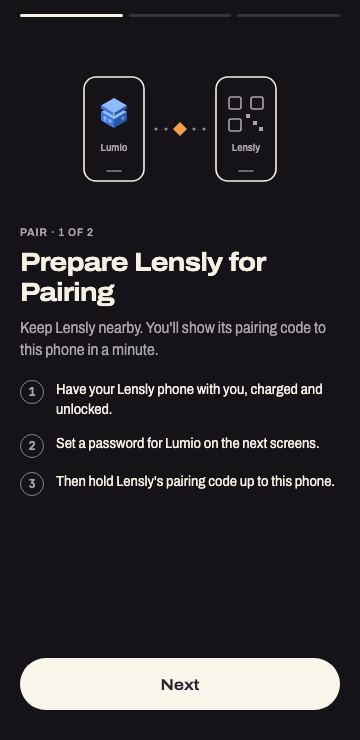 Lumio
Lensly
PAIR · 1 OF 2
Prepare Lensly for
Pairing
Keep Lensly nearby. You'll show its pairing code to
this phone in a minute.
1 Have your Lensly phone with you, charged and
unlocked.
2 Set a password for Lumio on the next screens.
3 Then hold Lensly's pairing code up to this phone.
Next